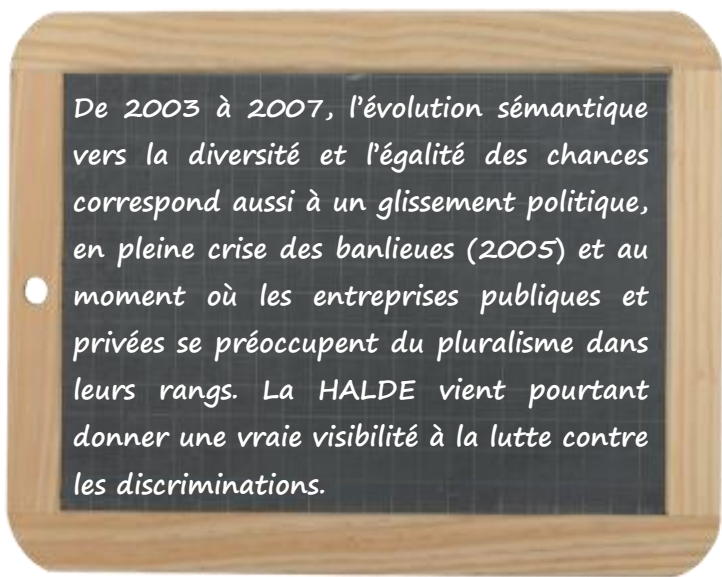 De 2003 à 2007, l'évolution sémantique
vers la diversité et l'égalité des chances
correspond aussi à un glissement politique,
en pleine crise des banlieues (2005) et au
moment où les entreprises publiques et
privées se préoccupent du pluralisme dans
leurs rangs. La HALDE vient pourtant
donner une vraie visibilité à la lutte contre
les discriminations.